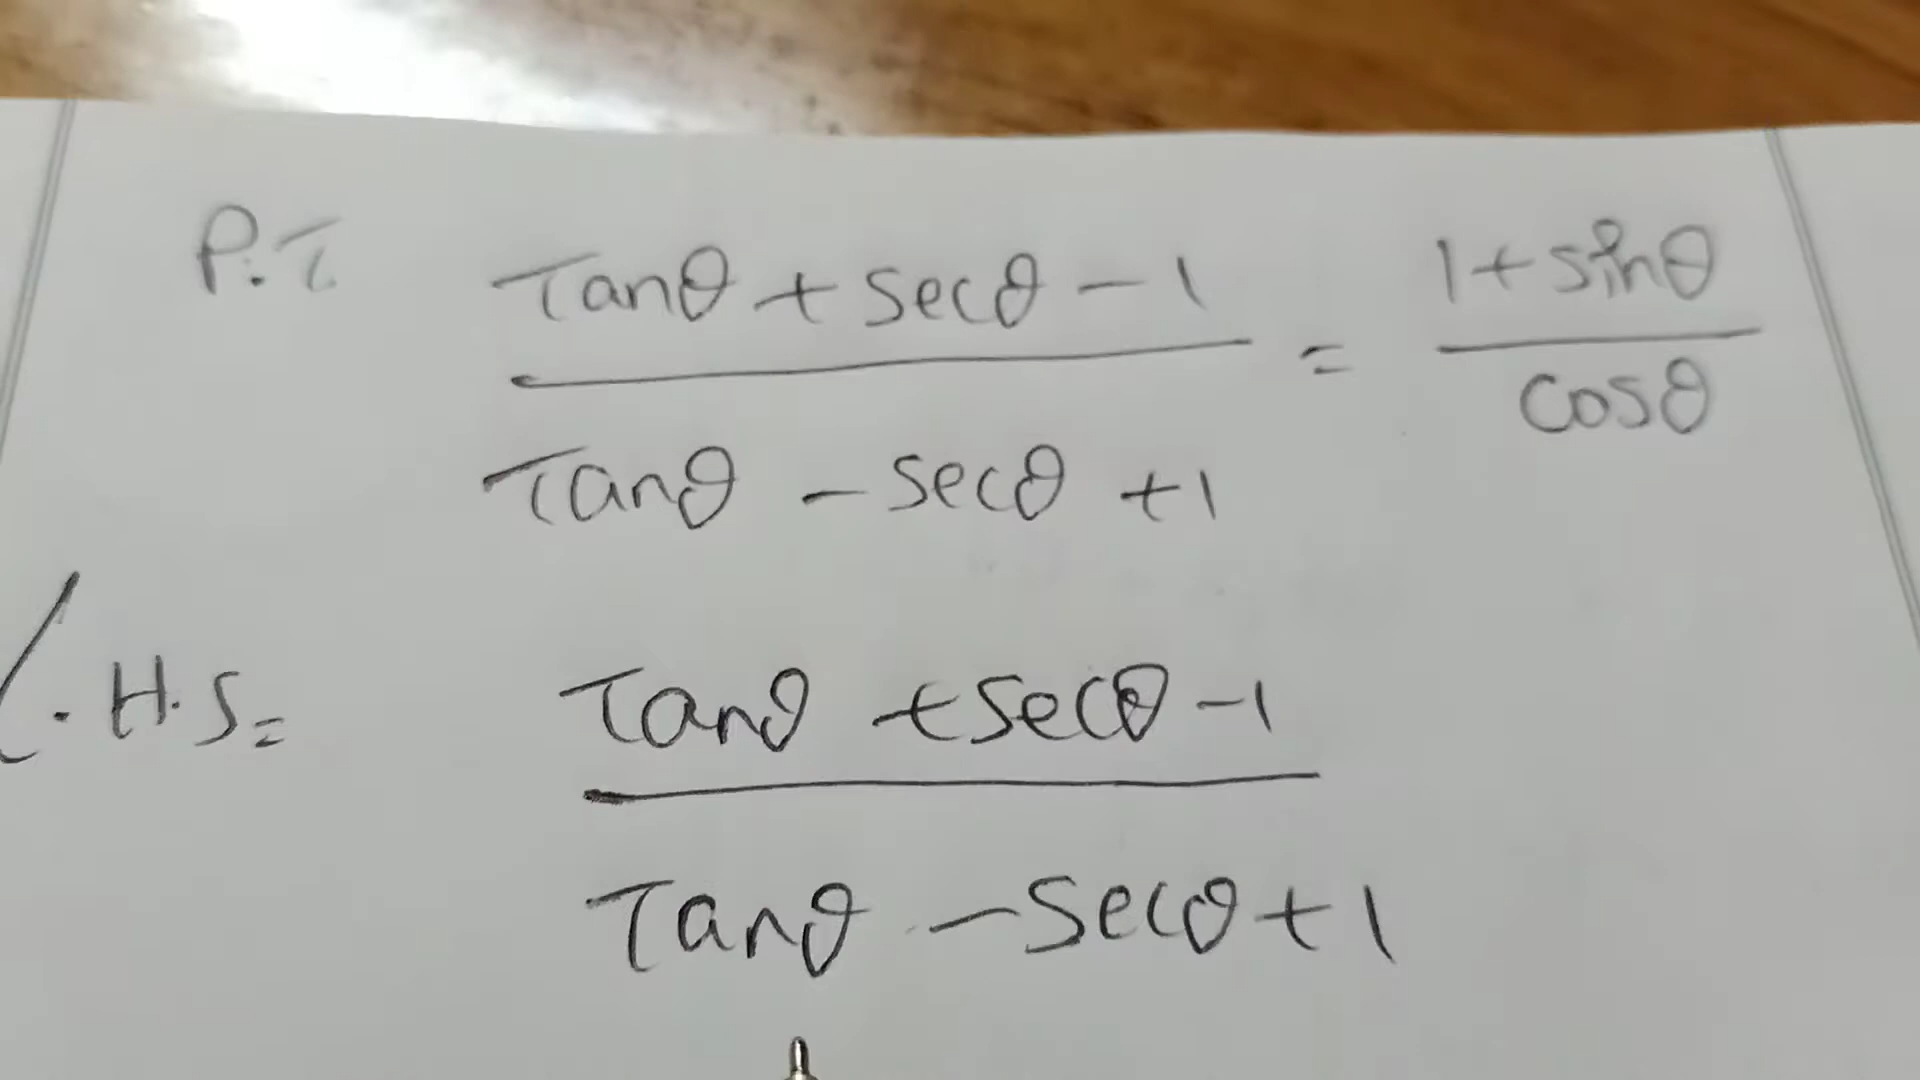 P.T Tanθ + secθ - 1 / Tanθ - secθ + 1 = 1 + sinθ / cosθ
L.H.S = Tanθ + secθ - 1 / Tanθ - secθ + 1